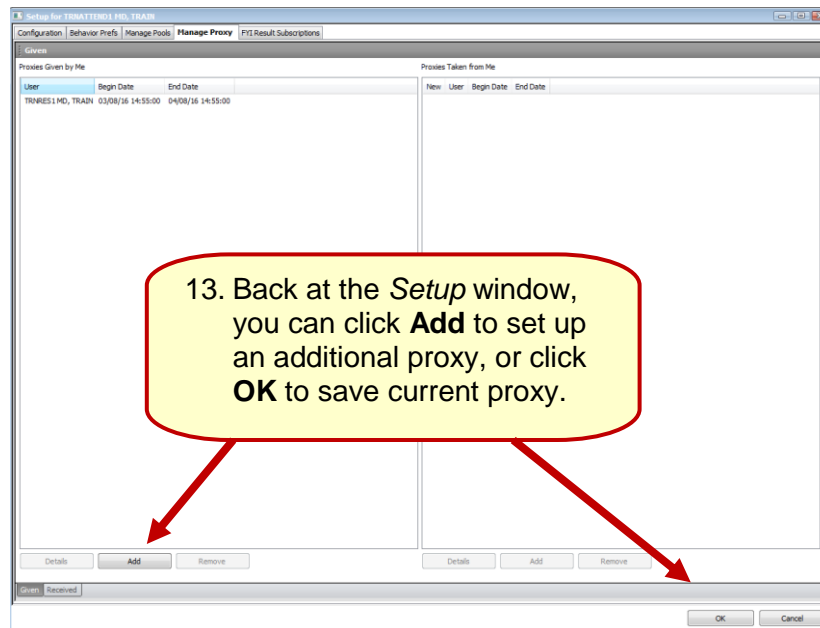 Setup for TRNATTEND1 MD, TRAIN
Configuration Behavior Prefs Manage Pools Manage Proxy FYI Result Subscriptions
Given
Proxies Given by Me Proxies Taken from Me
User Begin Date End Date New User Begin Date End Date
TRNRES1 MD, TRAIN 03/08/16 14:55:00 04/08/16 14:55:00
13. Back at the Setup window,
you can click Add to set up
an additional proxy, or click
OK to save current proxy.
Details Add Remove Details Add Remove
Given Received
OK Cancel